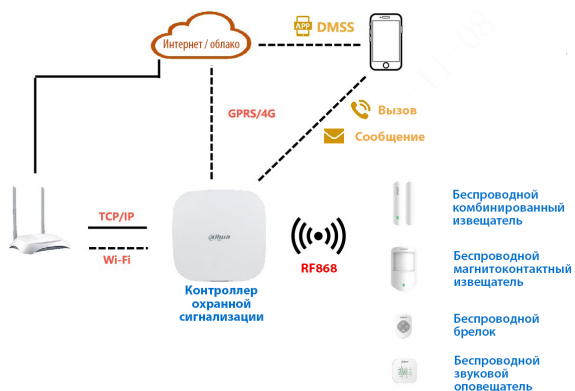 APP DMSS
Интернет / облако
GPRS/4G
Вызов
Сообщение
TCP/IP
Wi-Fi
alhua
RF868
Контроллер
охранной
сигнализации
Беспроводной
комбинированный
извещатель
Беспроводной
магнитоконтактный
извещатель
Беспроводной
брелок
Беспроводной
звуковой
оповещатель